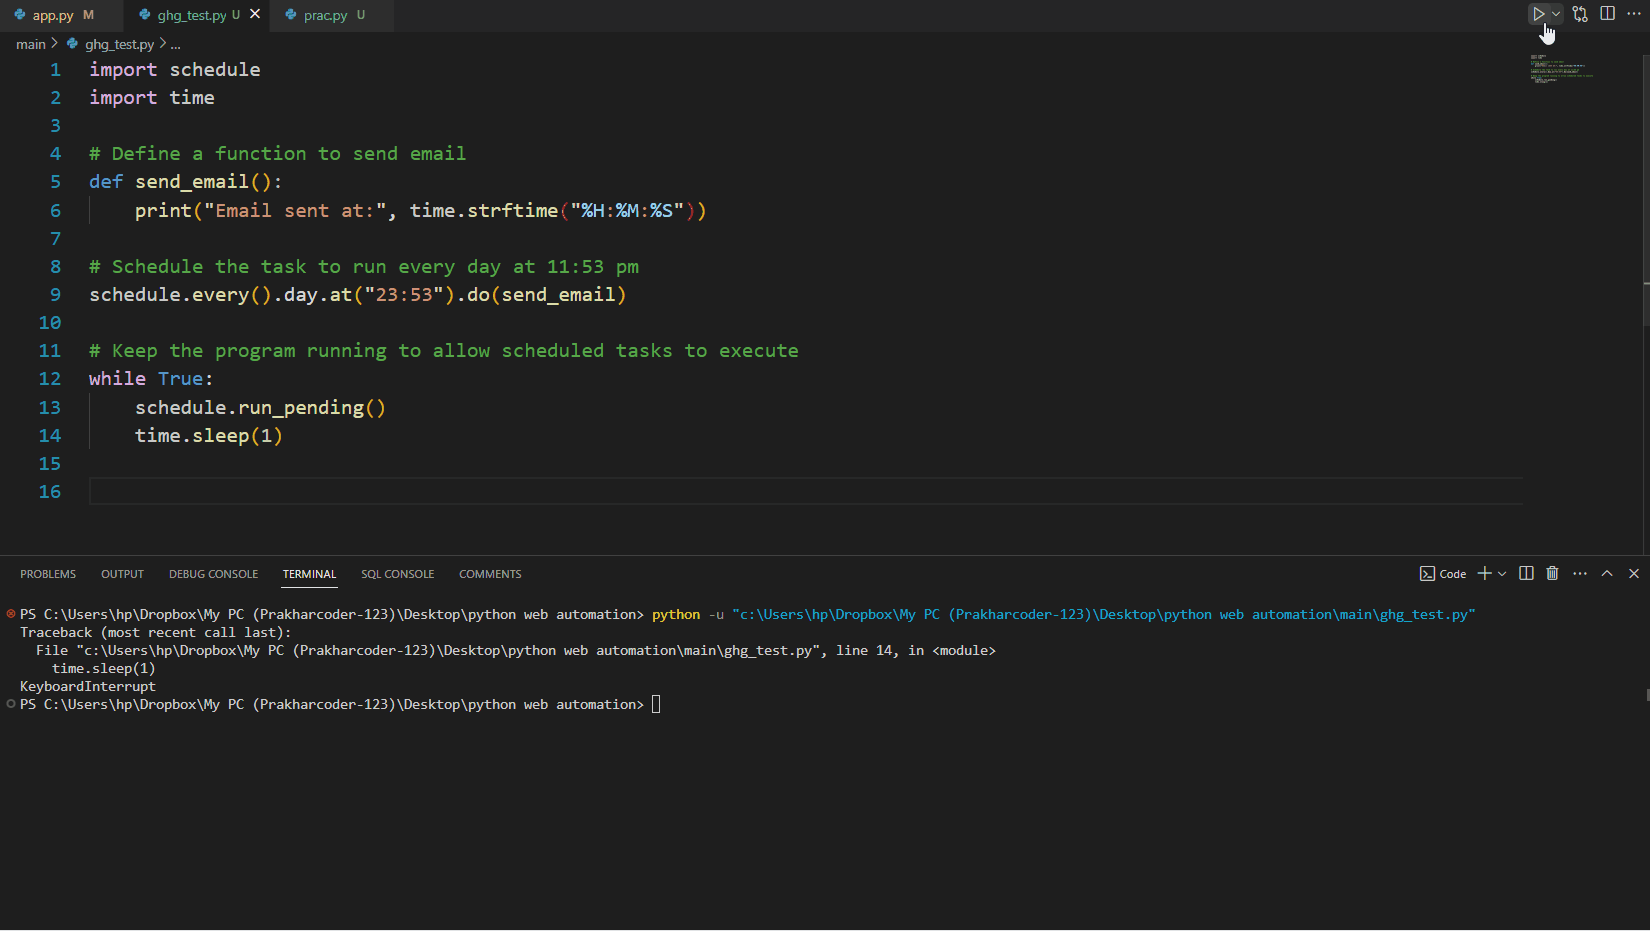 app.py M ghg_test.py U prac.py U
main > ghg_test.py > ...
1 import schedule
2 import time
3
4 # Define a function to send email
5 def send_email():
6     print("Email sent at:", time.strftime("%H:%M:%S"))
7
8 # Schedule the task to run every day at 11:53 pm
9 schedule.every().day.at("23:53").do(send_email)
10
11 # Keep the program running to allow scheduled tasks to execute
12 while True:
13     schedule.run_pending()
14     time.sleep(1)
15
16
PROBLEMS OUTPUT DEBUG CONSOLE TERMINAL SQL CONSOLE COMMENTS Code
PS C:\Users\hp\Dropbox\My PC (Prakharcoder-123)\Desktop\python web automation> python -u "c:\Users\hp\Dropbox\My PC (Prakharcoder-123)\Desktop\python web automation\main\ghg_test.py"
Traceback (most recent call last):
  File "c:\Users\hp\Dropbox\My PC (Prakharcoder-123)\Desktop\python web automation\main\ghg_test.py", line 14, in <module>
    time.sleep(1)
KeyboardInterrupt
PS C:\Users\hp\Dropbox\My PC (Prakharcoder-123)\Desktop\python web automation>